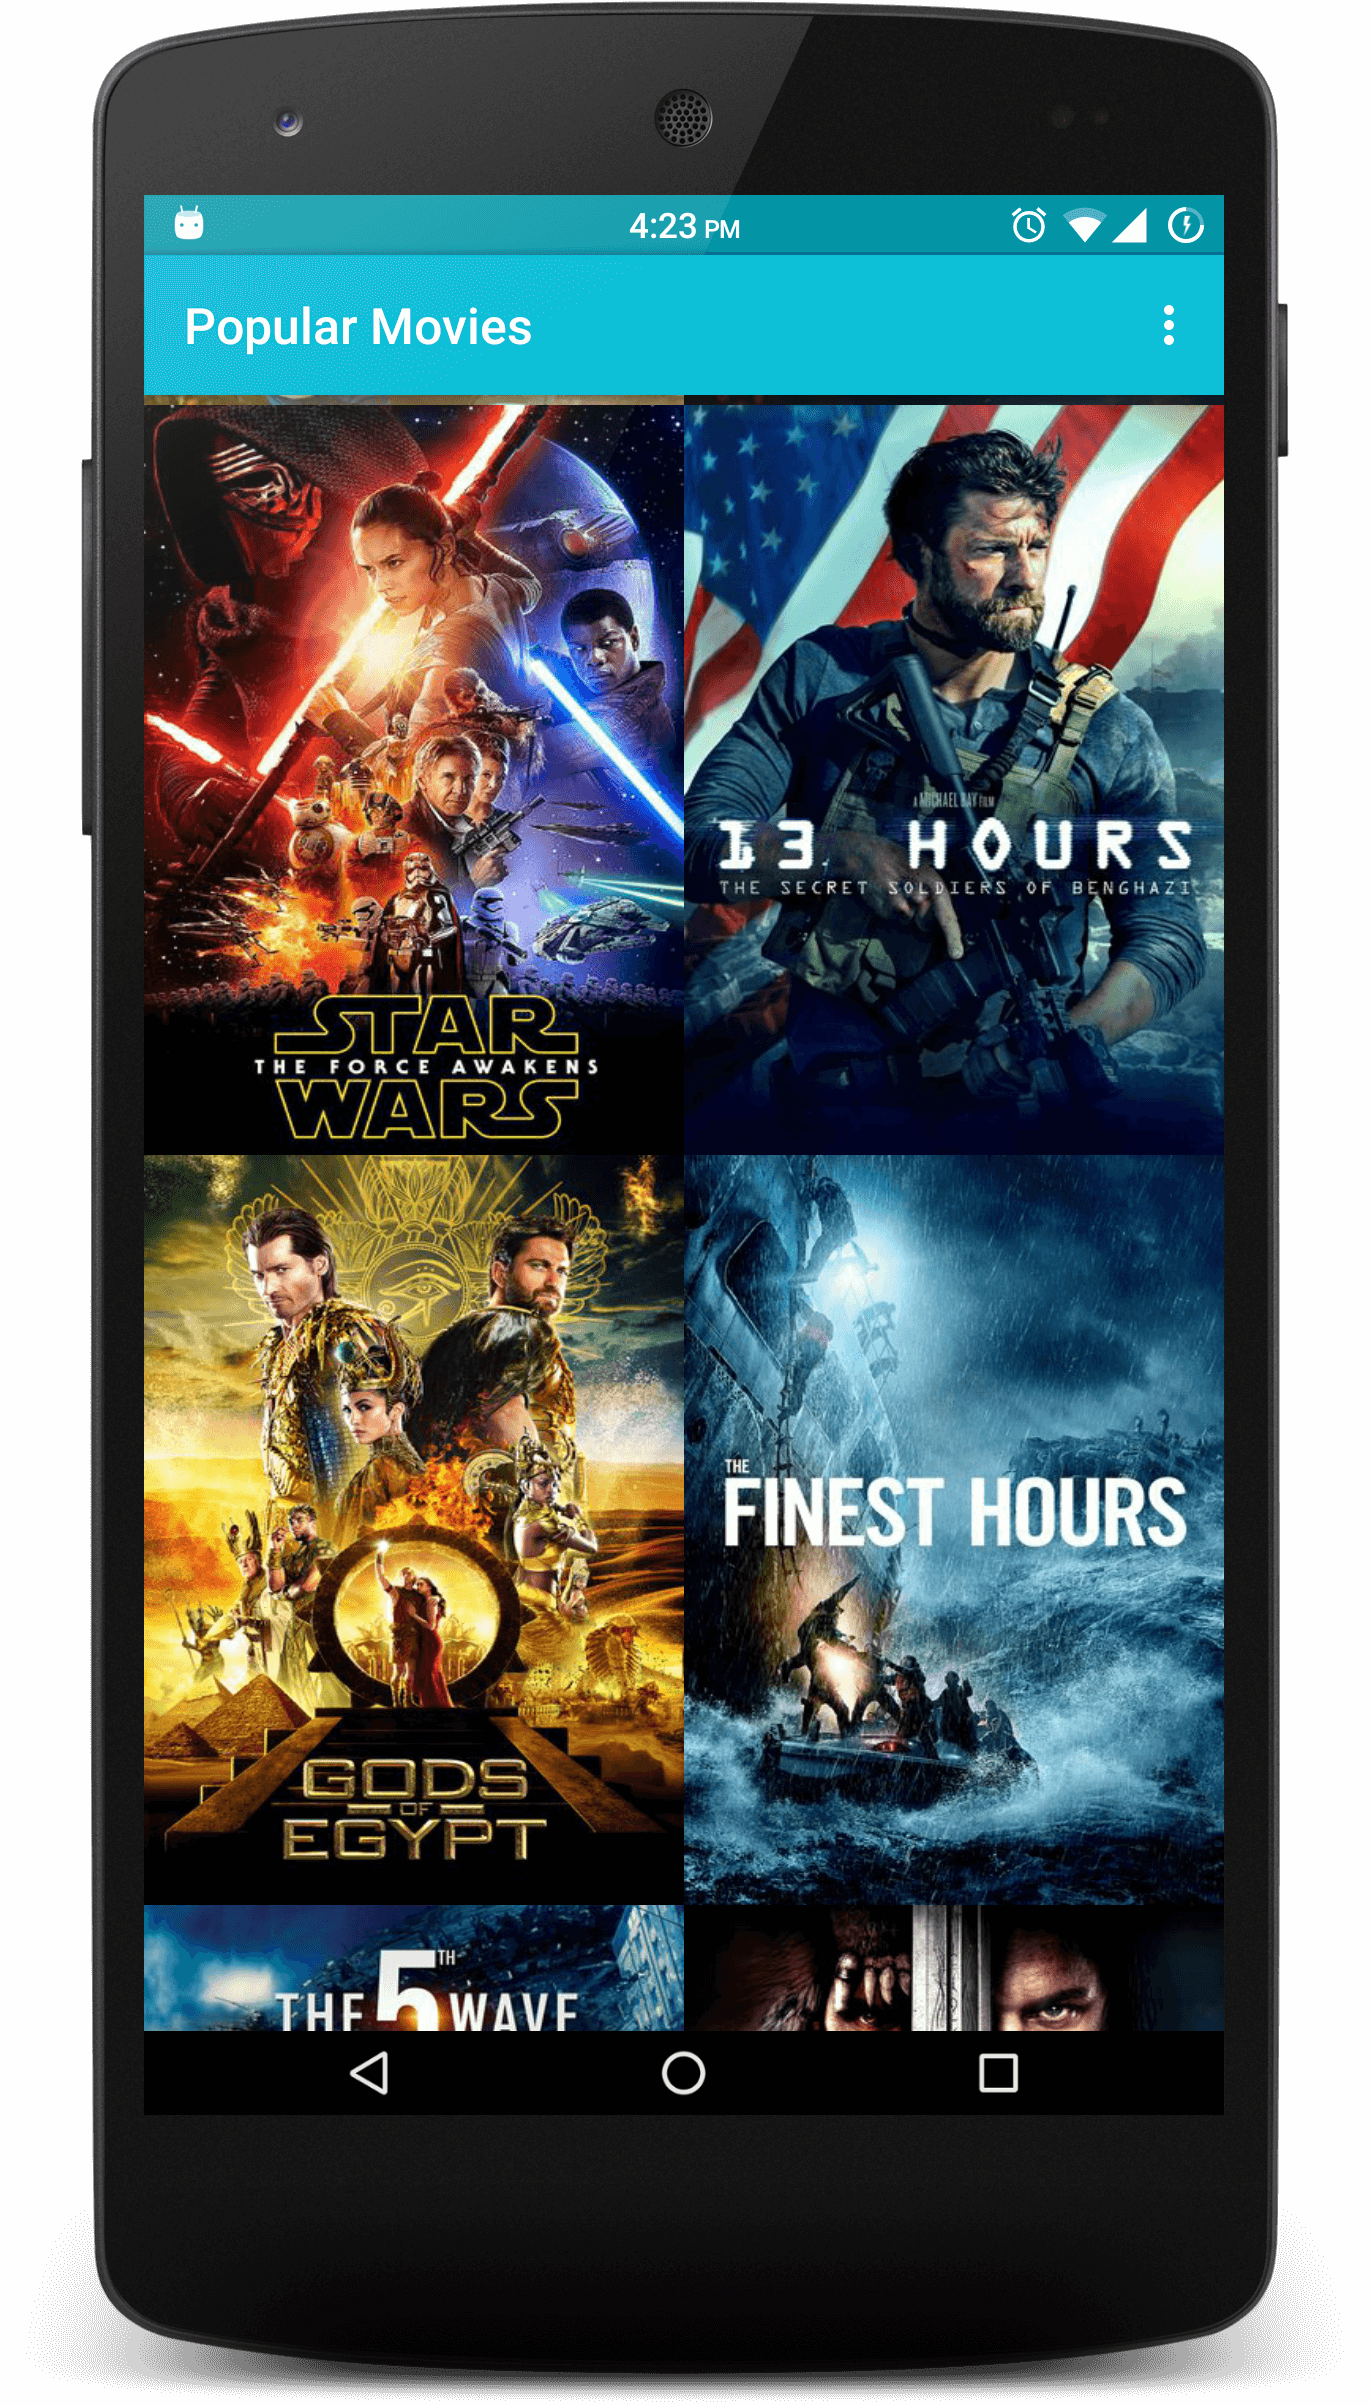 4:23 PM
Popular Movies
STAR
THE FORCE AWAKENS
WARS
A MICHAEL BAY FILM
13 HOURS
THE SECRET SOLDIERS OF BENGHAZI
GODS
OF
EGYPT
THE
FINEST HOURS
THE 5TH WAVE